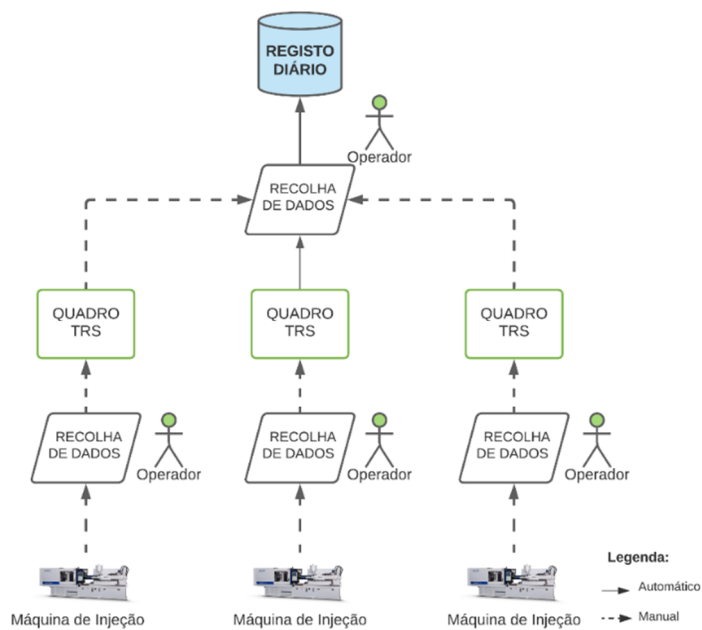 REGISTO
DIÁRIO
Operador
RECOLHA
DE DADOS
QUADRO
TRS
QUADRO
TRS
QUADRO
TRS
RECOLHA
DE DADOS
Operador
RECOLHA
DE DADOS
Operador
RECOLHA
DE DADOS
Operador
Máquina de Injeção
Máquina de Injeção
Máquina de Injeção
Legenda:
Automático
Manual